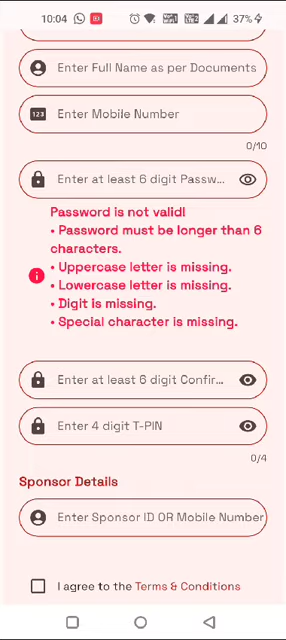 10:04
37%
Enter Full Name as per Documents
123
Enter Mobile Number
0/10
Enter at least 6 digit Passw...
Password is not valid!
• Password must be longer than 6
characters.
• Uppercase letter is missing.
• Lowercase letter is missing.
• Digit is missing.
• Special character is missing.
Enter at least 6 digit Confir...
Enter 4 digit T-PIN
0/4
Sponsor Details
Enter Sponsor ID OR Mobile Number
I agree to the Terms & Conditions